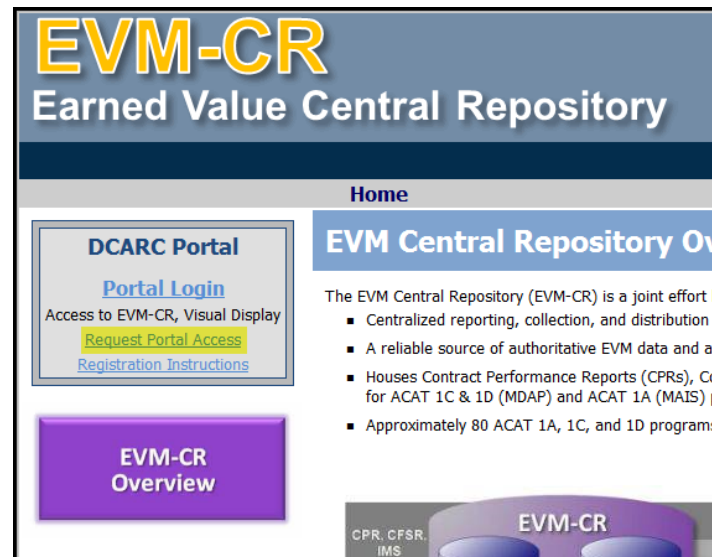 EVM-CR
Earned Value Central Repository
Home
DCARC Portal
Portal Login
Access to EVM-CR, Visual Display
Request Portal Access
Registration Instructions
EVM-CR
Overview
EVM Central Repository
The EVM Central Repository (EVM-CR) is a joint effort
▪ Centralized reporting, collection, and distribution
▪ A reliable source of authoritative EVM data and a
▪ Houses Contract Performance Reports (CPRs),
for ACAT 1C & 1D (MDAP) and ACAT 1A (MAIS)
▪ Approximately 80 ACAT 1A, 1C, and 1D programs
EVM-CR
CPR, CFSR,
IMS